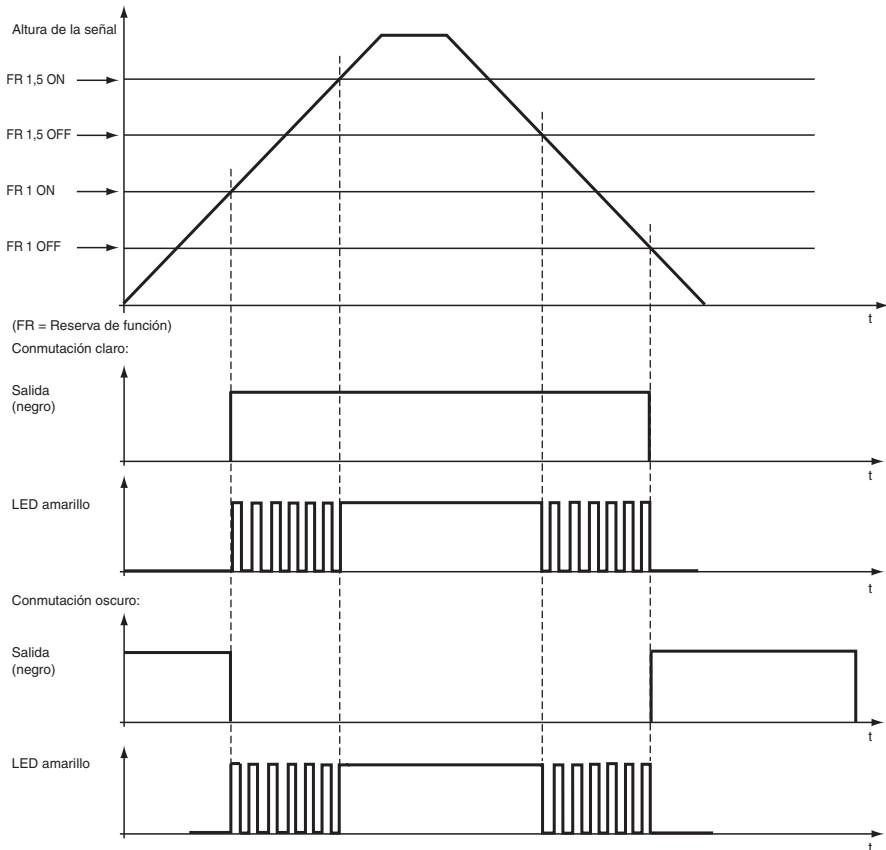 Altura de la señal
FR 1,5 ON
FR 1,5 OFF
FR 1 ON
FR 1 OFF
t
(FR = Reserva de función)
Conmutación claro:
Salida
(negro)
t
LED amarillo
t
Conmutación oscuro:
Salida
(negro)
t
LED amarillo
t